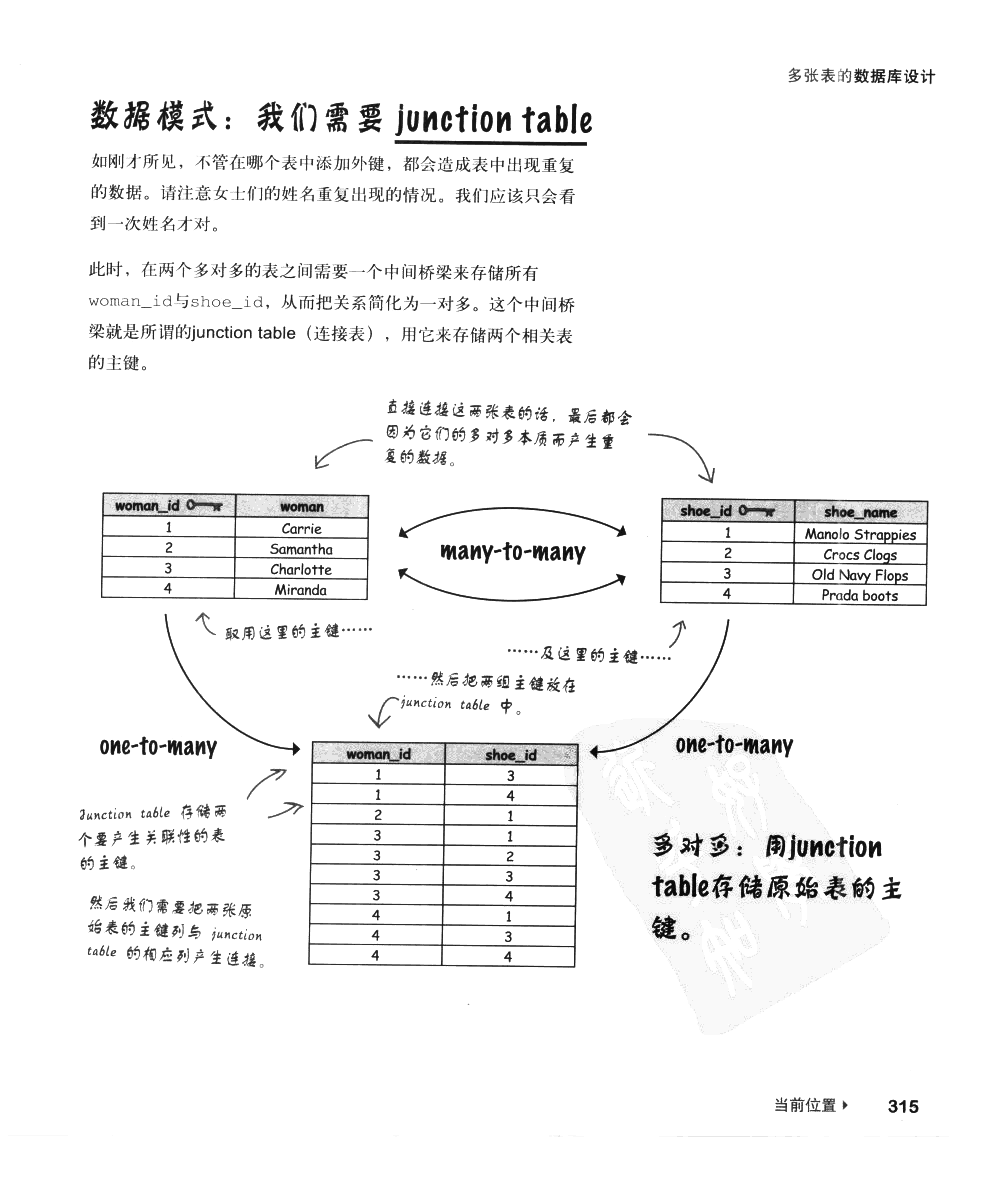 多张表的数据库设计
数据模式：我们需要 junction table
如刚才所见，不管在哪个表中添加外键，都会造成表中出现重复
的数据。请注意女士们的姓名重复出现的情况。我们应该只会看
到一次姓名才对。
此时，在两个多对多的表之间需要一个中间桥梁来存储所有
woman_id与shoe_id，从而把关系简化为一对多。这个中间桥
梁就是所谓的junction table（连接表），用它来存储两个相关表
的主键。
直接连接这两张表的话，最后都会
因为它们的多对多本质而产生重
复的数据。
woman_id woman
1 Carrie
2 Samantha
3 Charlotte
4 Miranda
many-to-many
shoe_id shoe_name
1 Manolo Strappies
2 Crocs Clogs
3 Old Navy Flops
4 Prada boots
取用这里的主键……
……及这里的主键……
……然后把两组主键放在
junction table 中。
one-to-many
one-to-many
woman_id shoe_id
1 3
1 4
2 1
3 1
3 2
3 3
3 4
4 1
4 3
4 4
Junction table 存储两
个要产生关联性的表
的主键。
然后我们需要把两张原
始表的主键列与 junction
table 的相应列产生连接。
多对多：用junction
table存储原始表的主
键。
当前位置
315